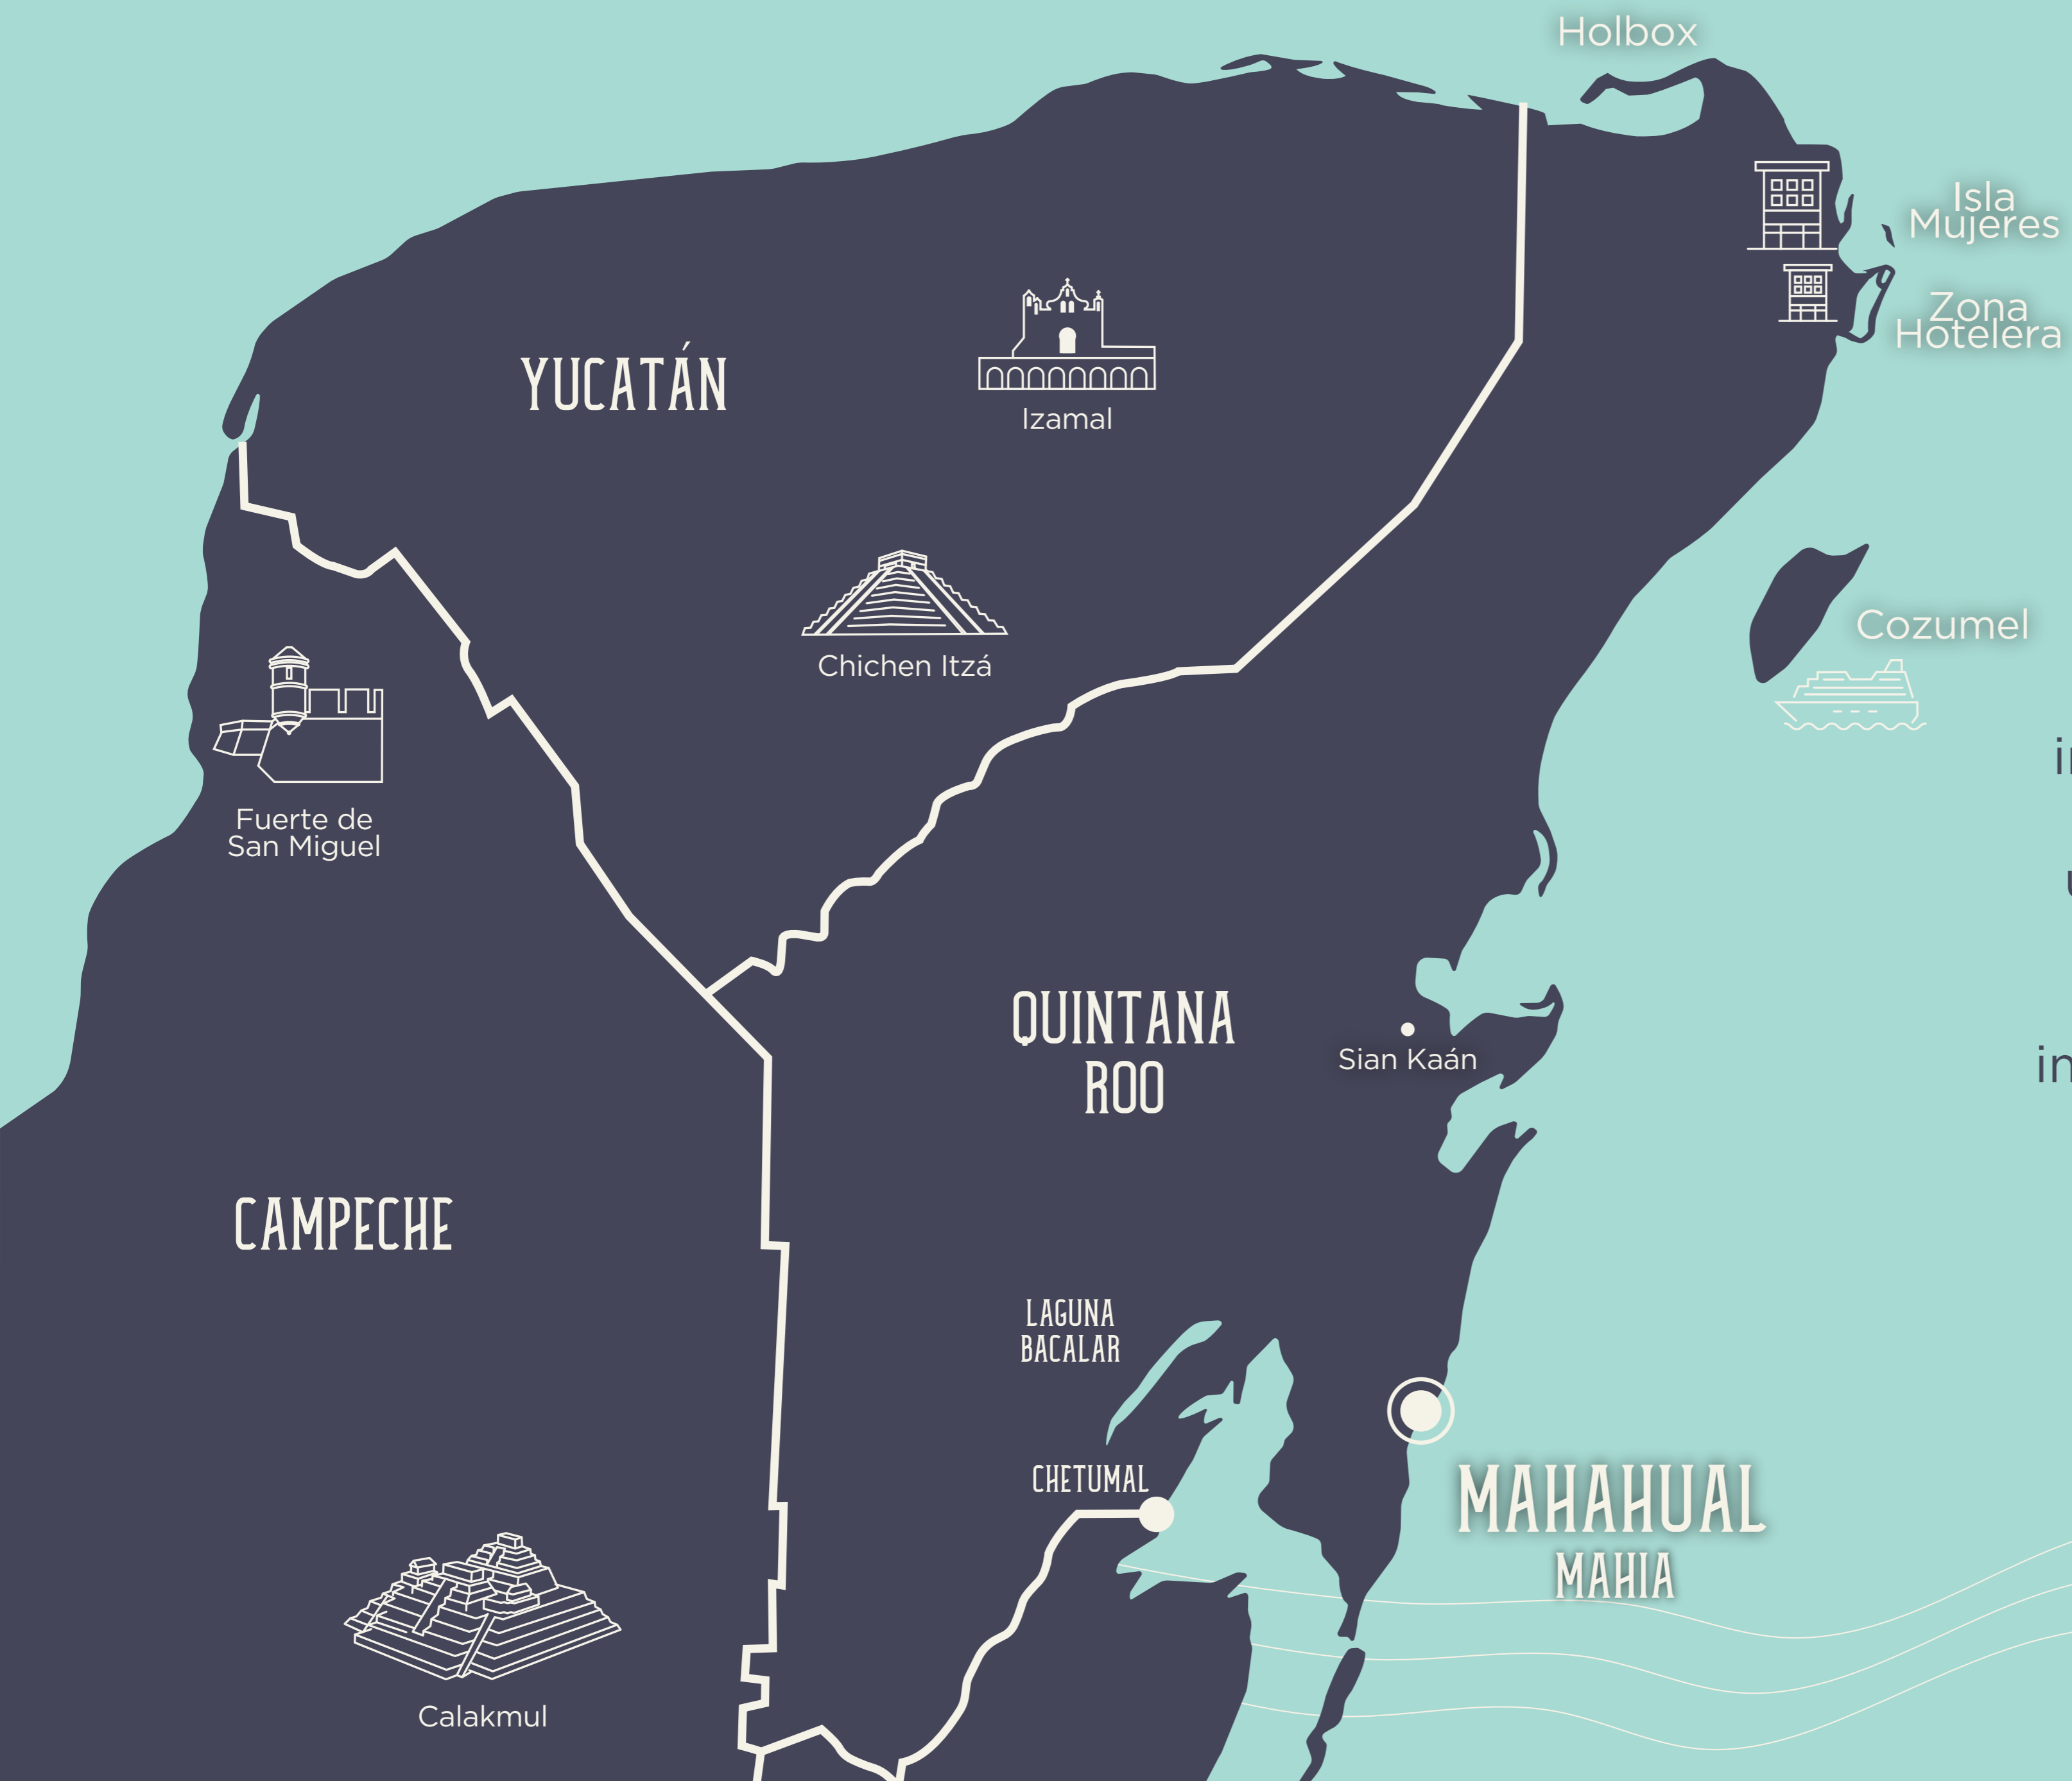 Holbox
Isla
Mujeres
Zona
Hotelera
YUCATÁN
Izamal
Cozumel
Chichen Itzá
Fuerte de
San Miguel
QUINTANA
ROO
Sian Kaán
CAMPECHE
LAGUNA
BACALAR
CHETUMAL
MAHAHUAL
MAHIA
Calakmul